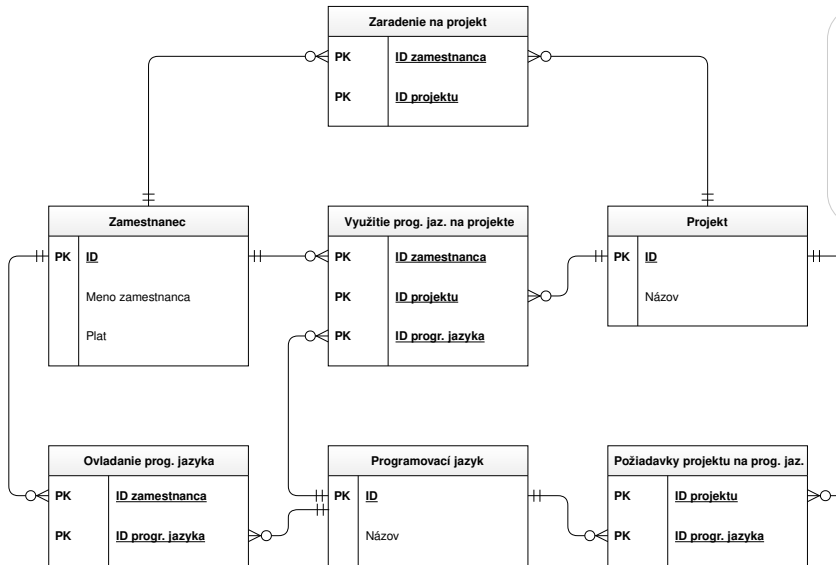 Zaradenie na projekt
PK ID zamestnanca
PK ID projektu
Zamestnanec
PK ID
Meno zamestnanca
Plat
Využitie prog. jaz. na projekte
PK ID zamestnanca
PK ID projektu
PK ID progr. jazyka
Projekt
PK ID
Názov
Ovladanie prog. jazyka
PK ID zamestnanca
PK ID progr. jazyka
Programovací jazyk
PK ID
Názov
Požiadavky projektu na prog. jaz.
PK ID projektu
PK ID progr. jazyka